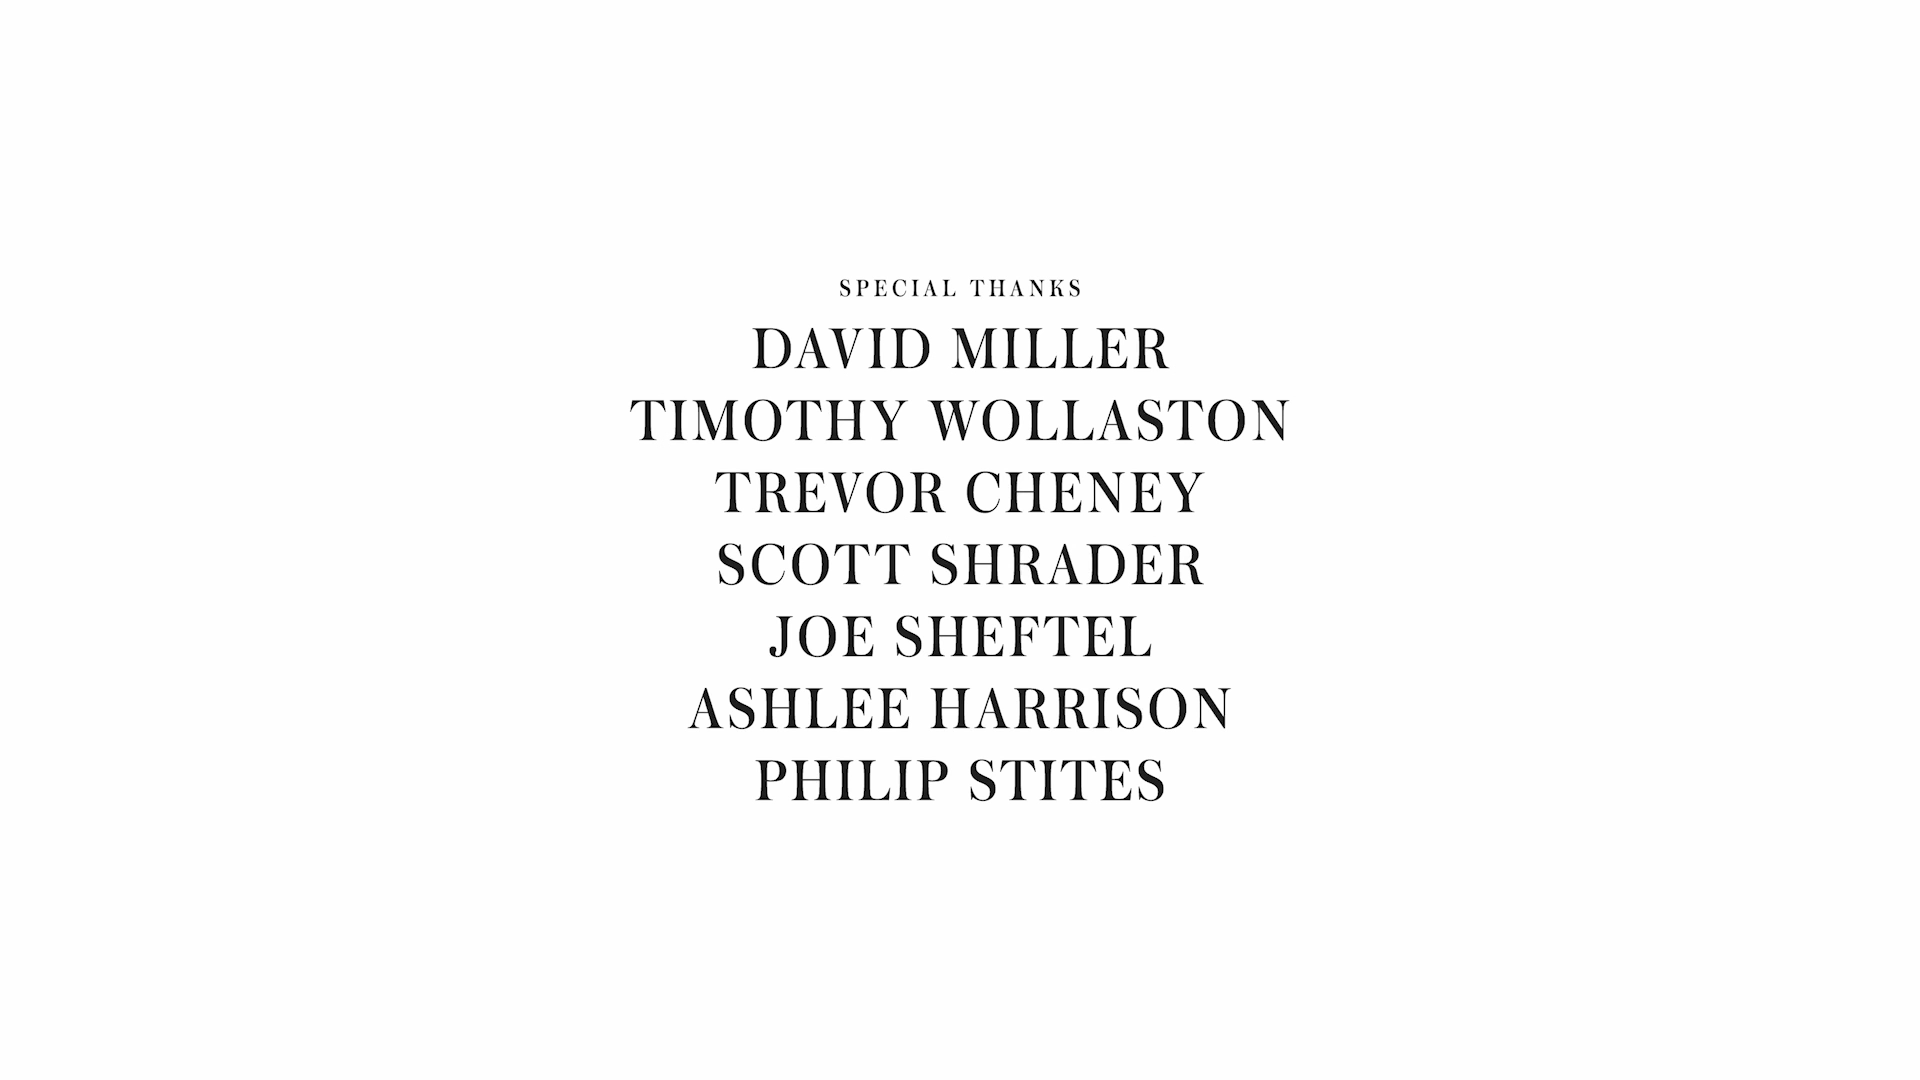 SPECIAL THANKS
DAVID MILLER
TIMOTHY WOLLASTON
TREVOR CHENEY
SCOTT SHRADER
JOE SHEFTEL
ASHLEE HARRISON
PHILIP STITES